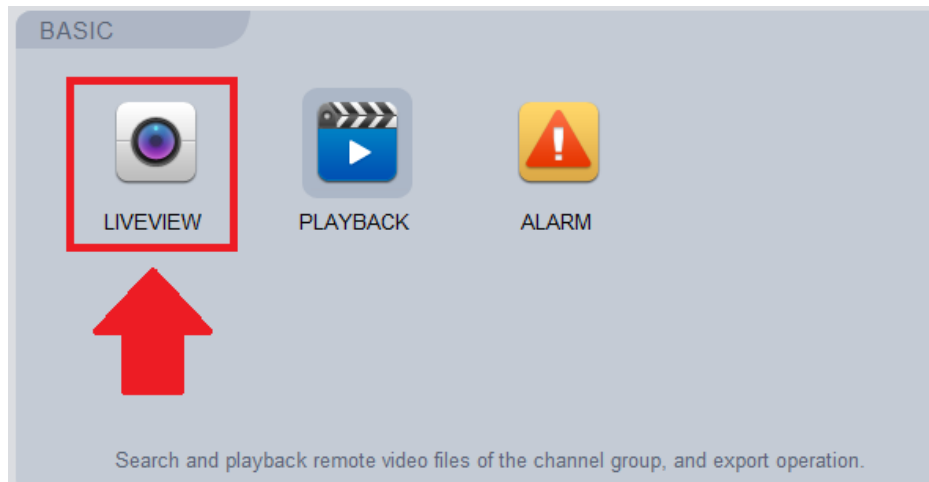 BASIC
LIVEVIEW PLAYBACK ALARM
Search and playback remote video files of the channel group, and export operation.